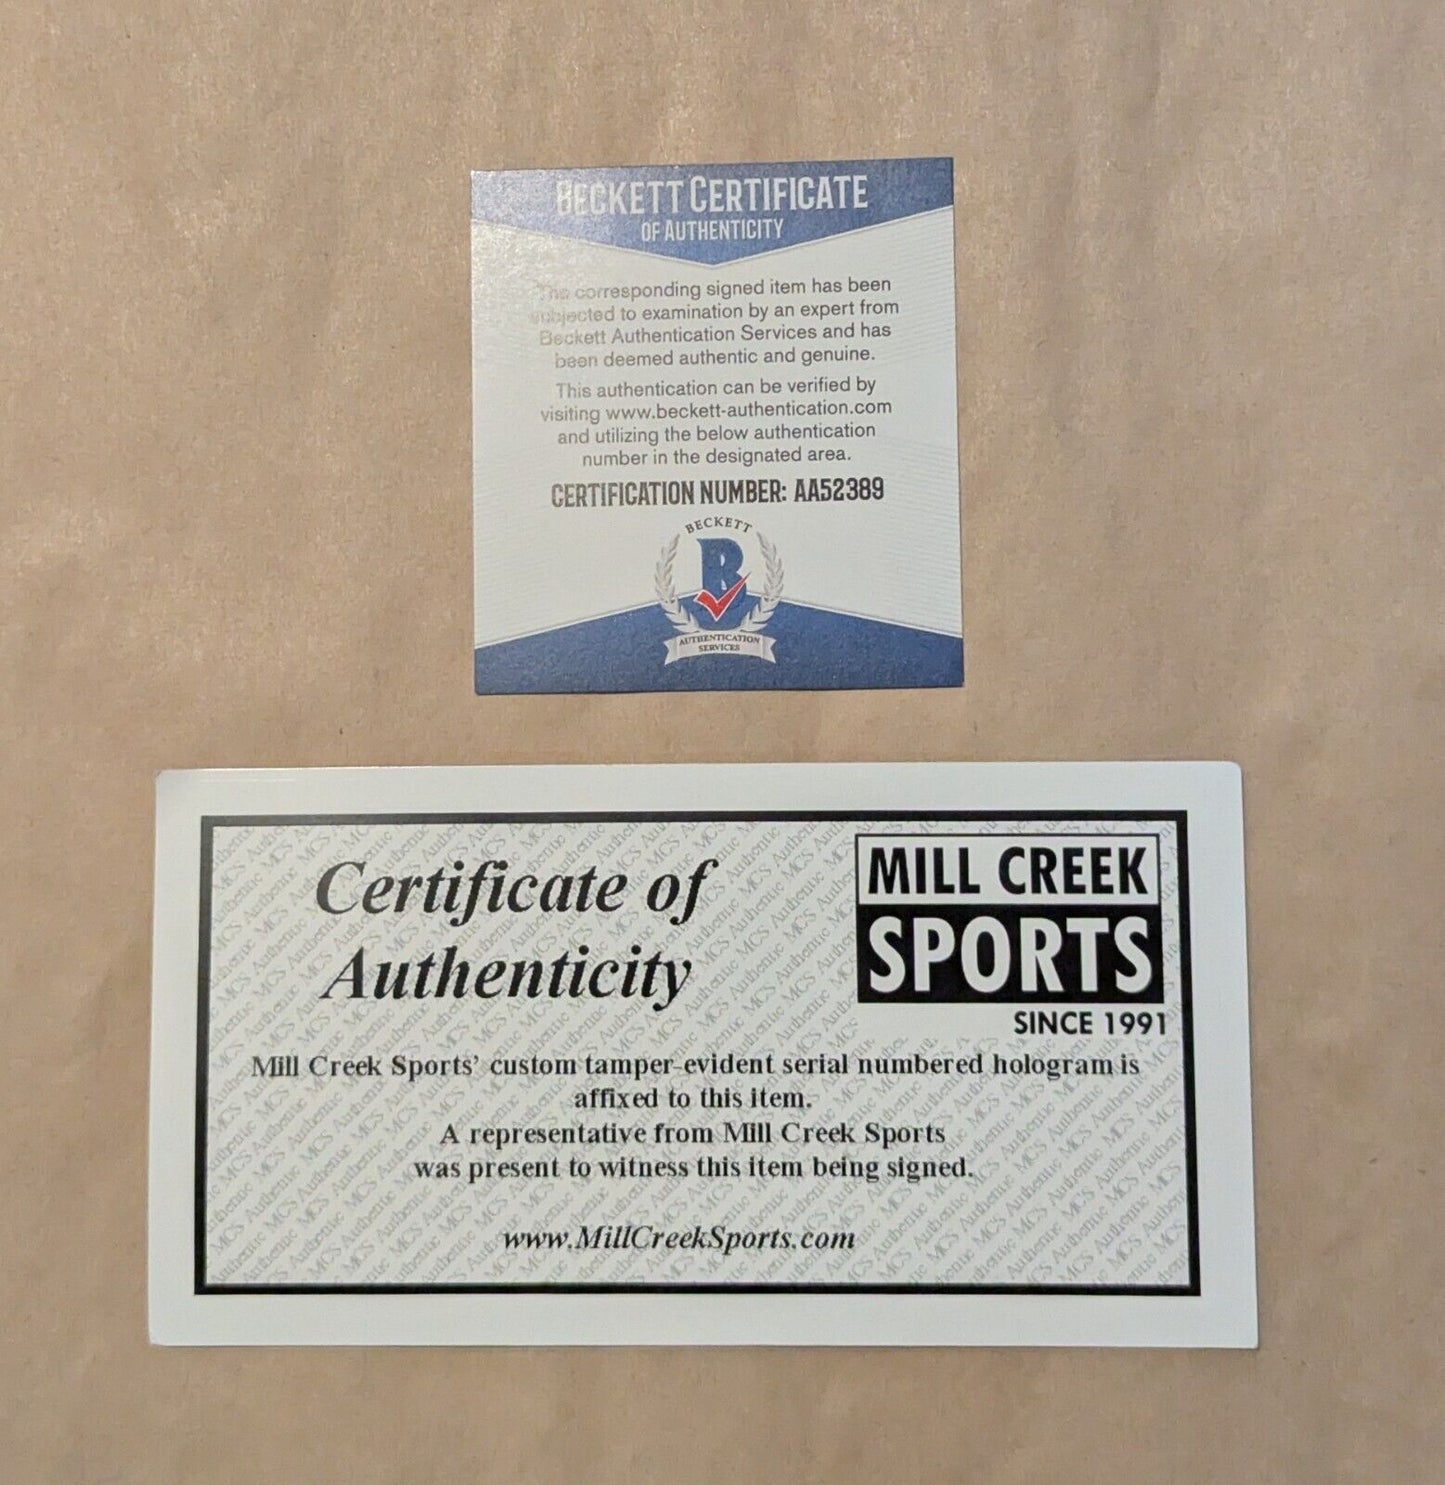 BECKETT CERTIFICATE
OF AUTHENTICITY
The corresponding signed item has been
subjected to examination by an expert from
Beckett Authentication Services and has
been deemed authentic and genuine.
This authentication can be verified by
visiting www.beckett-authentication.com
and utilizing the below authentication
number in the designated area.
CERTIFICATION NUMBER: AA52389
BECKETT
B
AUTHENTICATION
SERVICES
Certificate of
Authenticity
MILL CREEK
SPORTS
SINCE 1991
Mill Creek Sports' custom tamper-evident serial numbered hologram is
affixed to this item.
A representative from Mill Creek Sports
was present to witness this item being signed.
www.MillCreekSports.com